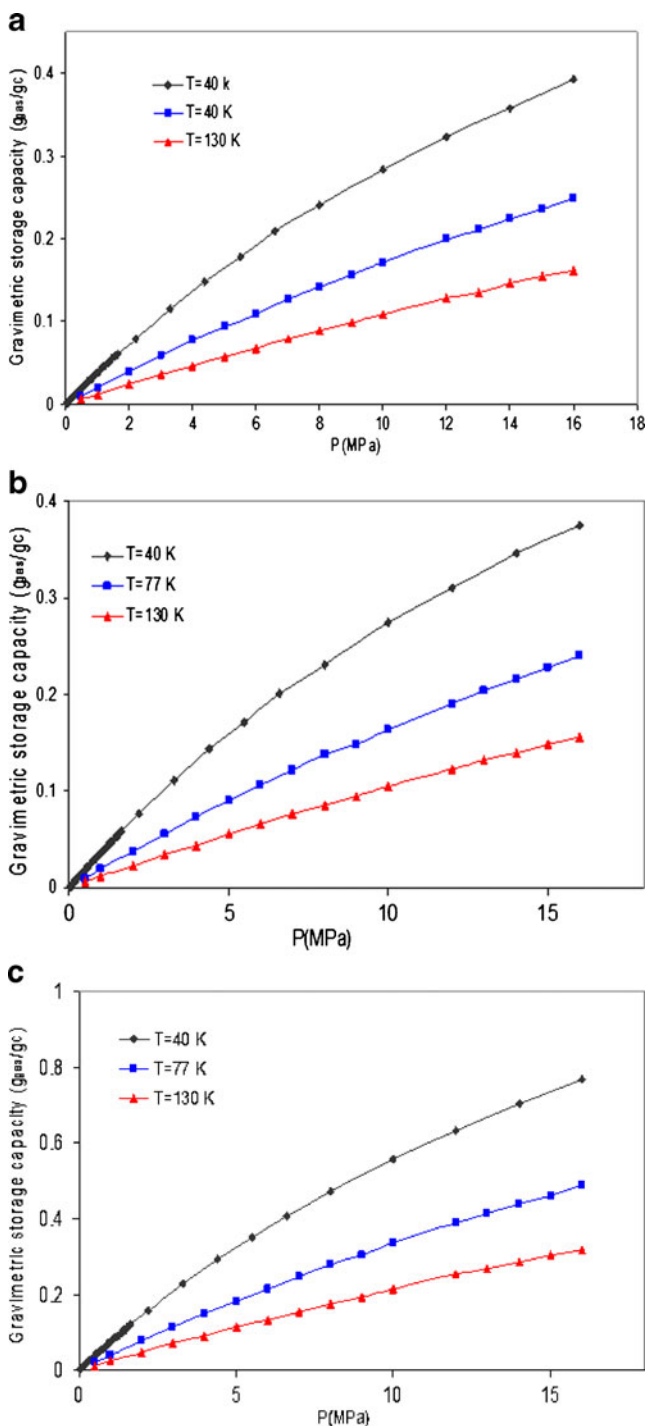 a
Gravimetric storage capacity (ggas/gc)
0.4
0.3
0.2
0.1
0
T=40 k
T=40 K
T=130 K
0 2 4 6 8 10 12 14 16 18
P(MPa)
b
Gravimetric storage capacity (ggas/gc)
0.4
0.3
0.2
0.1
0
T=40 K
T=77 K
T=130 K
0 5 10 15
P(MPa)
c
Gravimetric storage capacity (ggas/gc)
1
0.8
0.6
0.4
0.2
0
T=40 K
T=77 K
T=130 K
0 5 10 15
P(MPa)